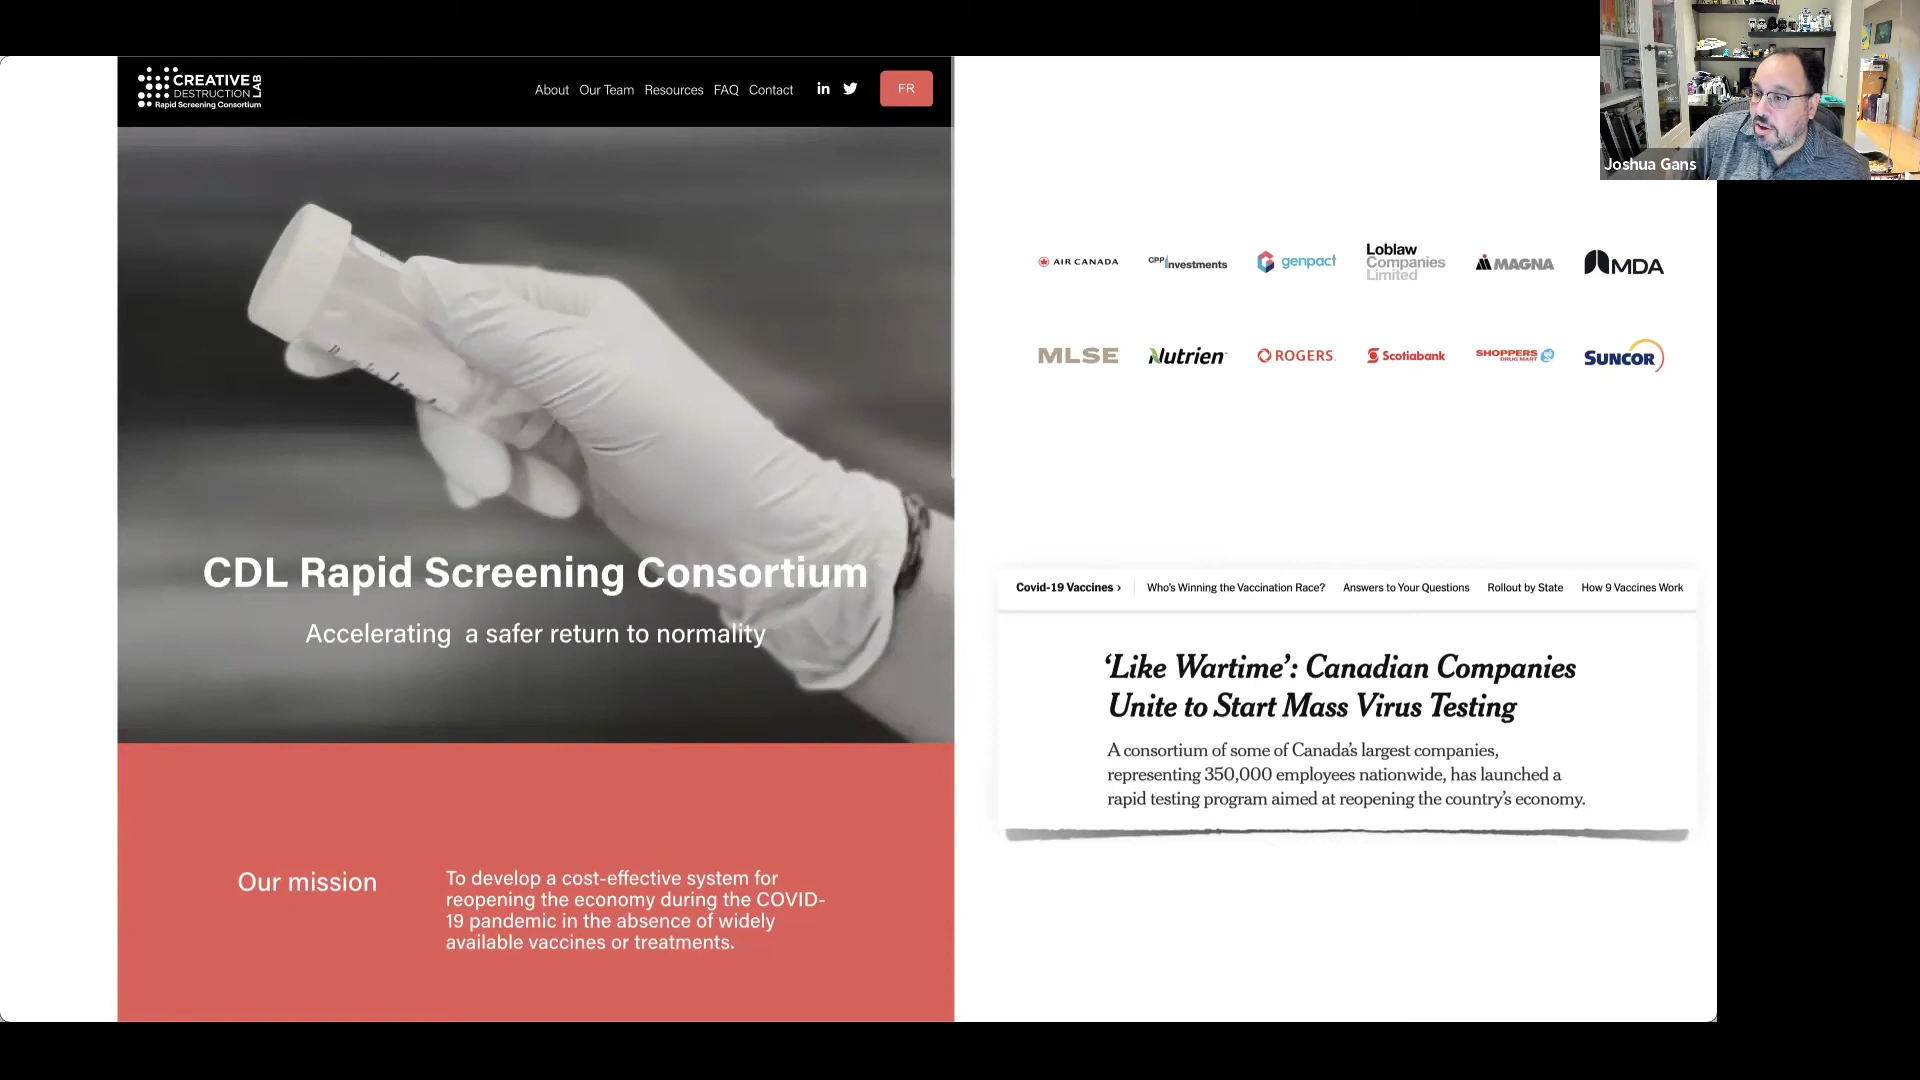 CREATIVE
DESTRUCTION
LAB
Rapid Screening Consortium
About Our Team Resources FAQ Contact in FR
CDL Rapid Screening Consortium
Accelerating a safer return to normality
Our mission
To develop a cost-effective system for
reopening the economy during the COVID-
19 pandemic in the absence of widely
available vaccines or treatments.
Joshua Gans
AIR CANADA
CPP Investments
genpact
Loblaw
Companies
Limited
MAGNA
MDA
MLSE
Nutrien
ROGERS
Scotiabank
SHOPPERS
DRUG MART
SUNCOR
Covid-19 Vaccines › Who's Winning the Vaccination Race? Answers to Your Questions Rollout by State How 9 Vaccines Work
‘Like Wartime’: Canadian Companies
Unite to Start Mass Virus Testing
A consortium of some of Canada’s largest companies,
representing 350,000 employees nationwide, has launched a
rapid testing program aimed at reopening the country’s economy.